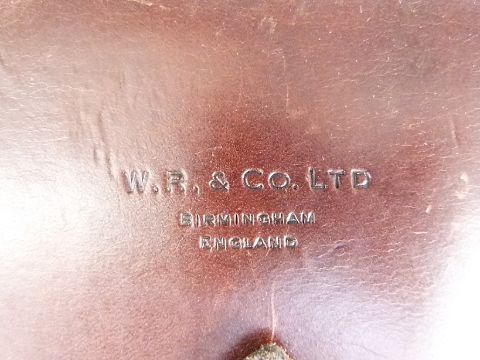 W.R. & CO. LTD
BIRMINGHAM
ENGLAND